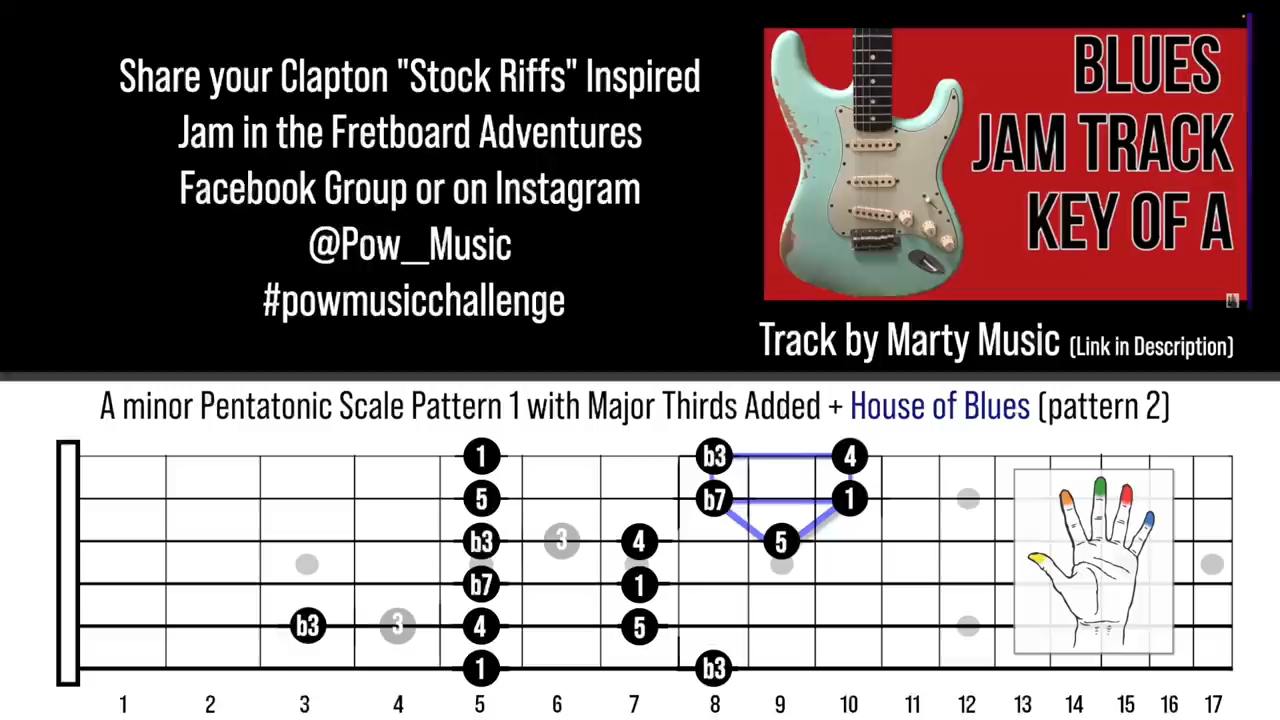 Share your Clapton "Stock Riffs" Inspired
Jam in the Fretboard Adventures
Facebook Group or on Instagram
@Pow__Music
#powmusicchallenge
BLUES
JAM TRACK
KEY OF A
Track by Marty Music (Link in Description)
A minor Pentatonic Scale Pattern 1 with Major Thirds Added + House of Blues (pattern 2)
1 b3 4
5 b7 1
b3 3 4 5
b7 1
b3 3 4 5
1 b3
1 2 3 4 5 6 7 8 9 10 11 12 13 14 15 16 17